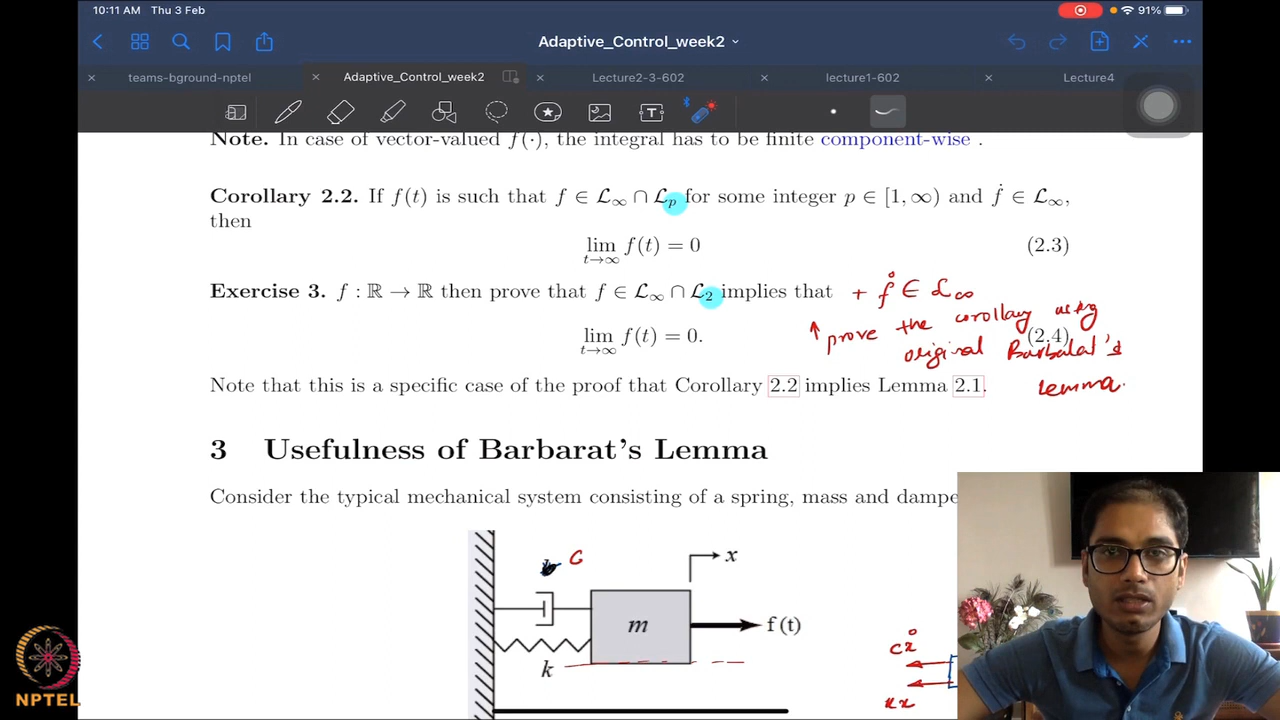 10:11 AM Thu 3 Feb
91%
Adaptive_Control_week2
teams-bground-nptel
Adaptive_Control_week2
Lecture2-3-602
lecture1-602
Lecture4
Note. In case of vector-valued f(·), the integral has to be finite component-wise .
Corollary 2.2. If f(t) is such that f ∈ ℒ∞ ∩ ℒp for some integer p ∈ [1, ∞) and ḟ ∈ ℒ∞,
then
lim t→∞ f(t) = 0 (2.3)
Exercise 3. f : ℝ → ℝ then prove that f ∈ ℒ∞ ∩ ℒ2 implies that + ḟ ∈ ℒ∞
lim t→∞ f(t) = 0. (2.4)
↑ prove the corollary using
original Barbalat's
lemma.
Note that this is a specific case of the proof that Corollary 2.2 implies Lemma 2.1.
3 Usefulness of Barbarat's Lemma
Consider the typical mechanical system consisting of a spring, mass and dampe
C
x
m
f (t)
k
cẋ
kx
NPTEL